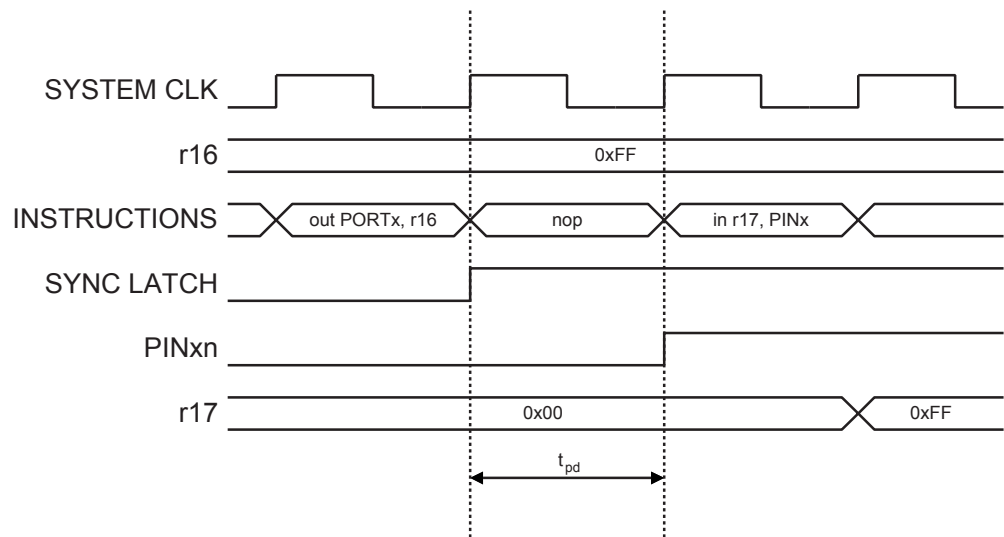 SYSTEM CLK
r16
0xFF
INSTRUCTIONS
out PORTx, r16
nop
in r17, PINx
SYNC LATCH
PINxn
r17
0x00
0xFF
tpd